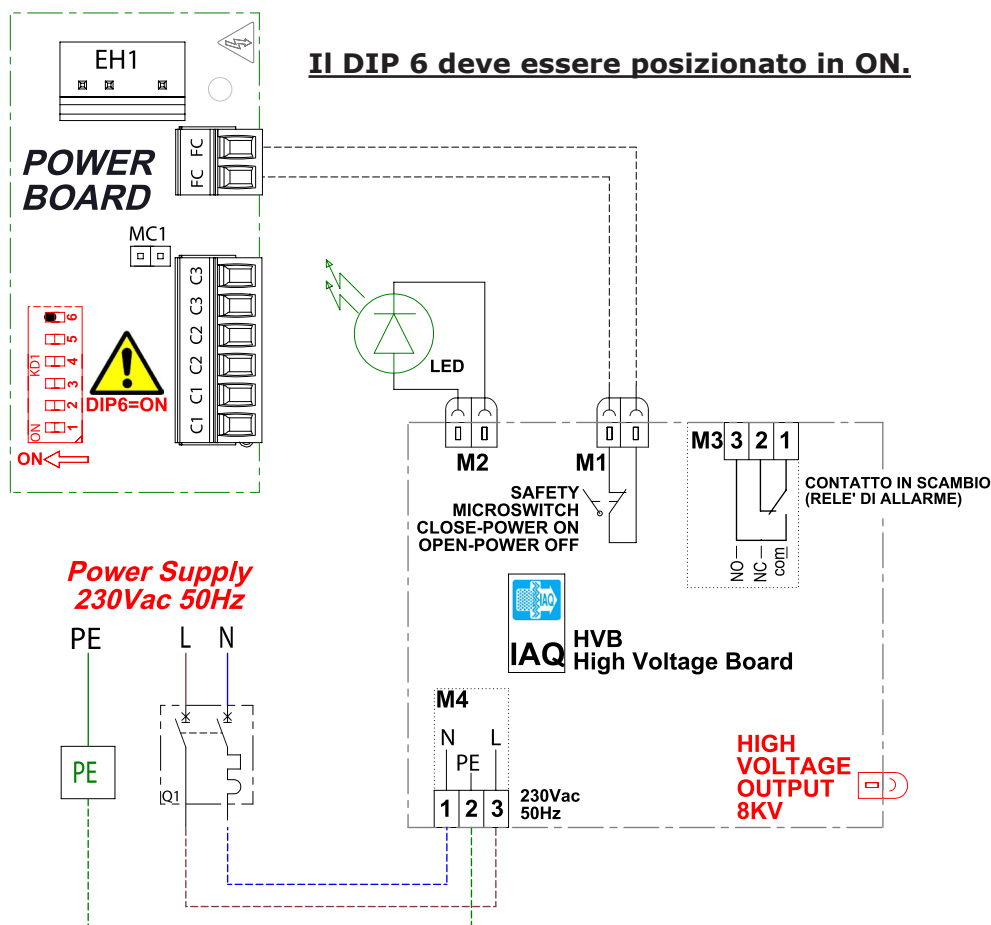 EH1
Il DIP 6 deve essere posizionato in ON.
POWER
BOARD
FC
FC
MC1
C3
C3
C2
C2
C1
C1
KD1
ON
6
5
4
3
2
1
DIP6=ON
ON
LED
M2
M1
M3
3 2 1
SAFETY
MICROSWITCH
CLOSE-POWER ON
OPEN-POWER OFF
CONTATTO IN SCAMBIO
(RELE' DI ALLARME)
NO
NC
com
Power Supply
230Vac 50Hz
PE
L
N
PE
Q1
IAQ
IAQ
HVB
High Voltage Board
M4
N
L
PE
1 2 3
230Vac
50Hz
HIGH
VOLTAGE
OUTPUT
8KV